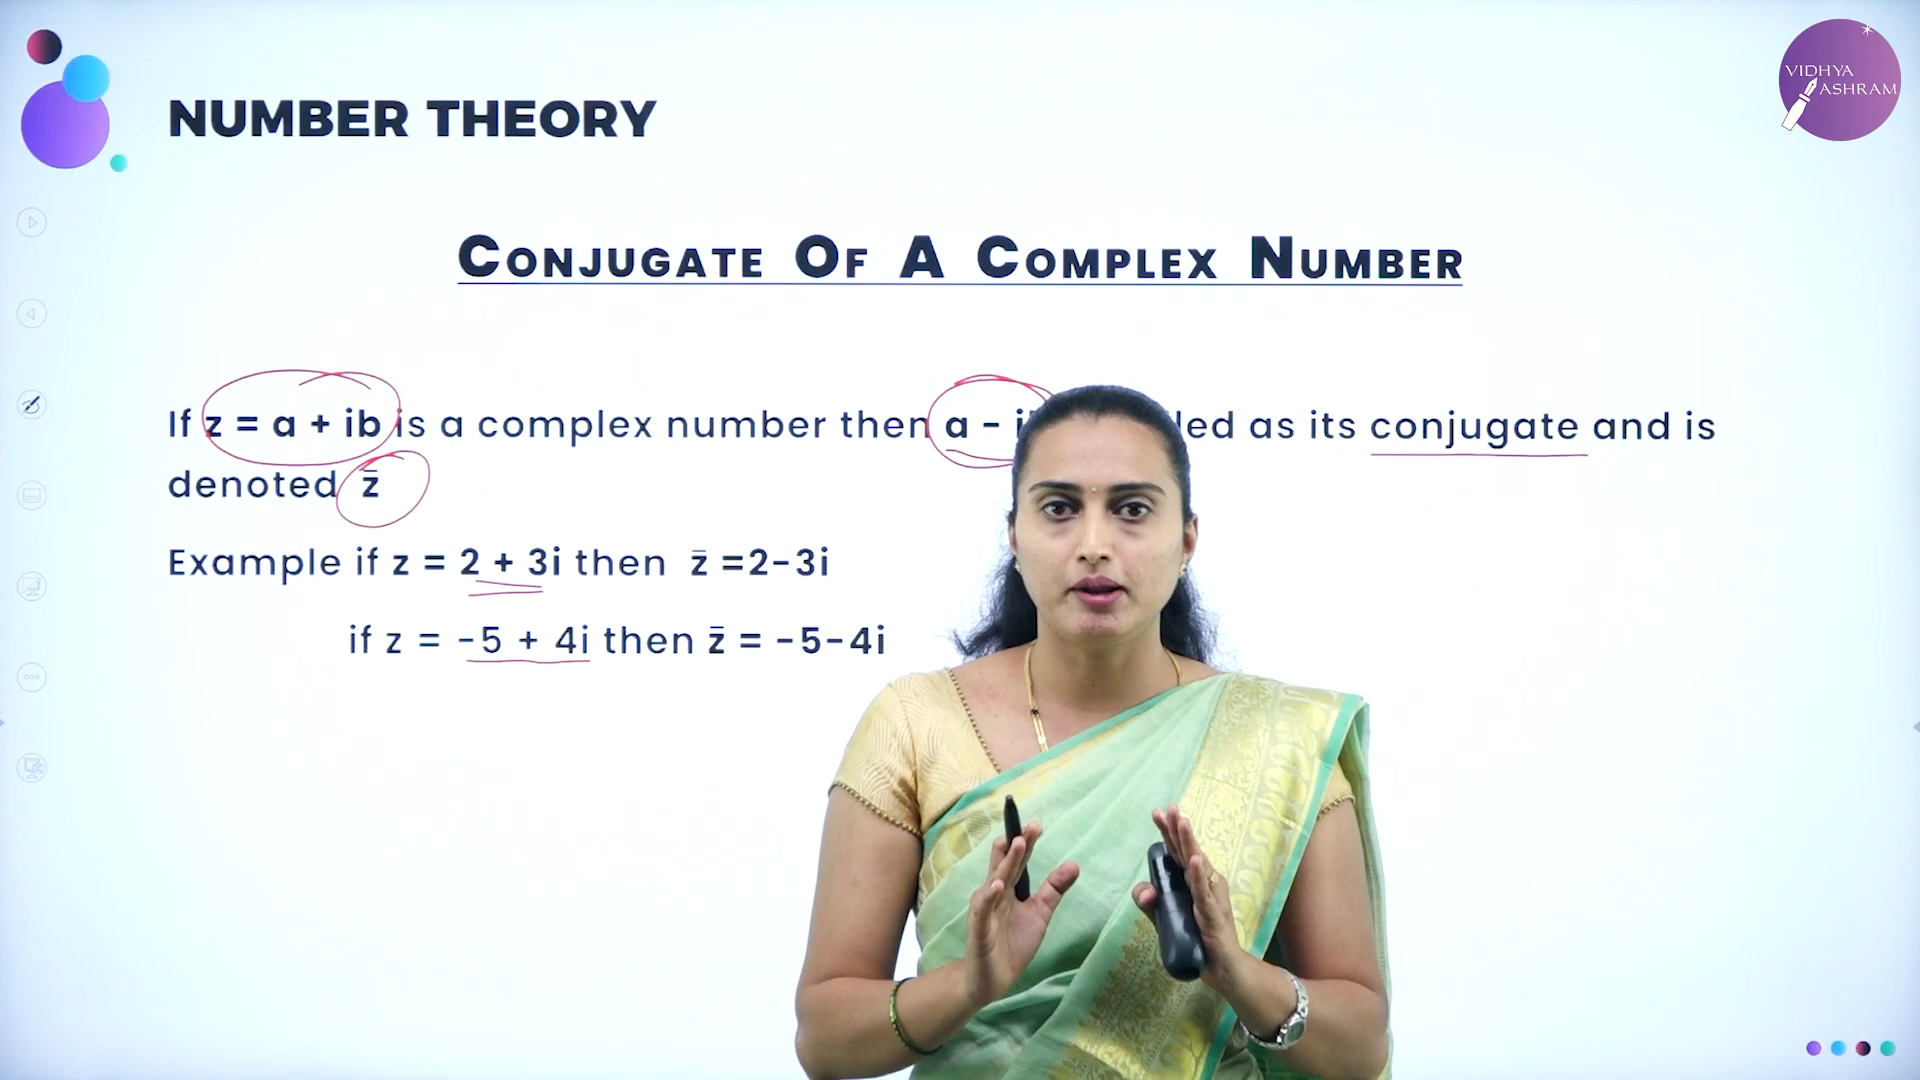 VIDHYA
ASHRAM
NUMBER THEORY
CONJUGATE OF A COMPLEX NUMBER
If z = a + ib is a complex number then a - i led as its conjugate and is
denoted z̄
Example if z = 2 + 3i then z̄ =2-3i
if z = -5 + 4i then z̄ = -5-4i